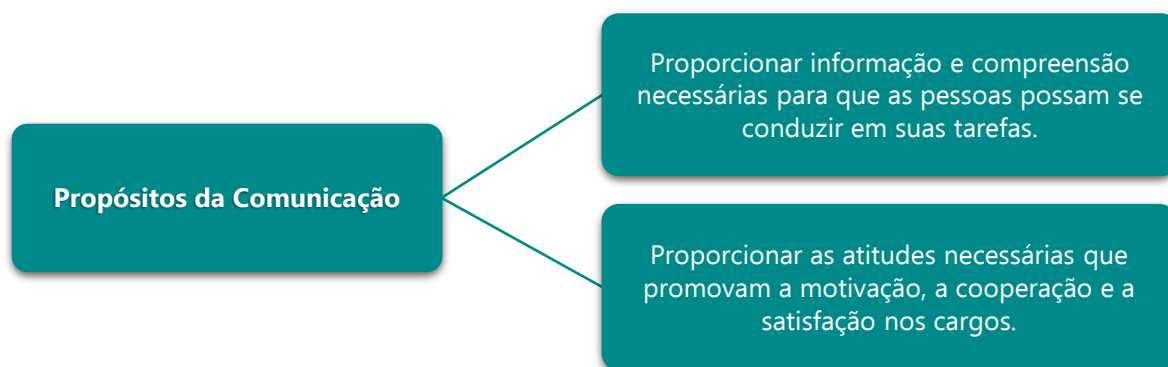 Propósitos da Comunicação
Proporcionar informação e compreensão
necessárias para que as pessoas possam se
conduzir em suas tarefas.
Proporcionar as atitudes necessárias que
promovam a motivação, a cooperação e a
satisfação nos cargos.